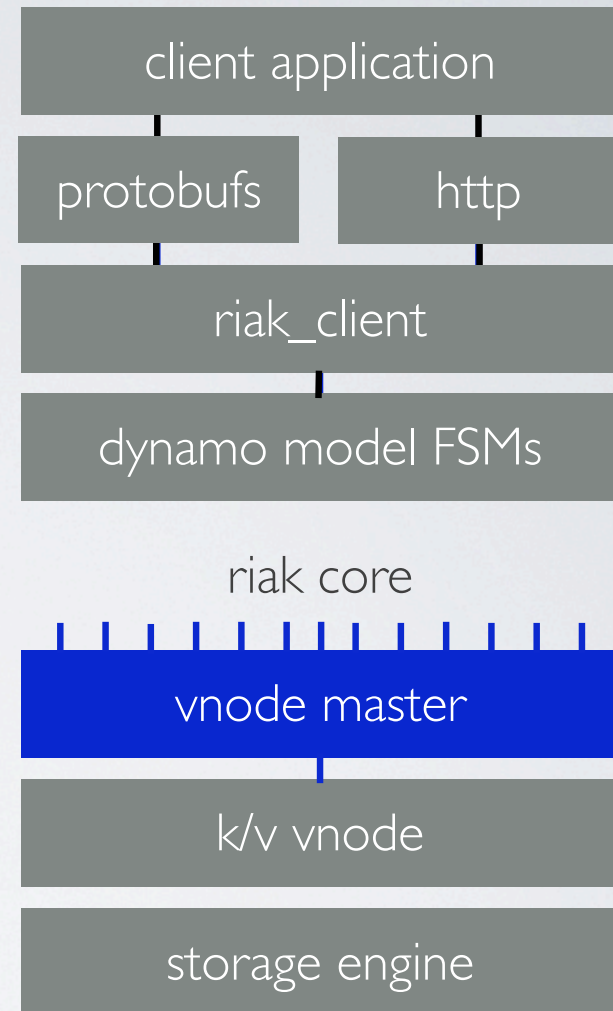 client application
protobufs
http
riak_client
dynamo model FSMs
riak core
vnode master
k/v vnode
storage engine